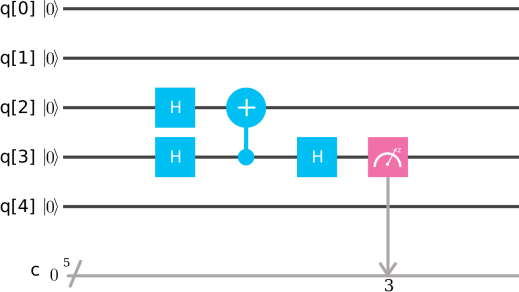 q[0] |0⟩
q[1] |0⟩
q[2] |0⟩ H
q[3] |0⟩ H H z
q[4] |0⟩
c 0 5
3